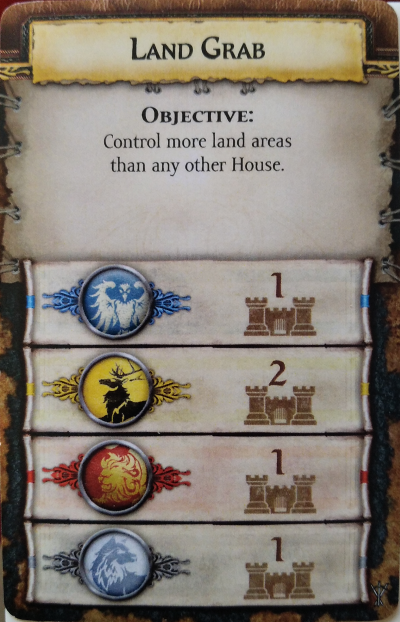 LAND GRAB
OBJECTIVE:
Control more land areas
than any other House.
1
2
1
1